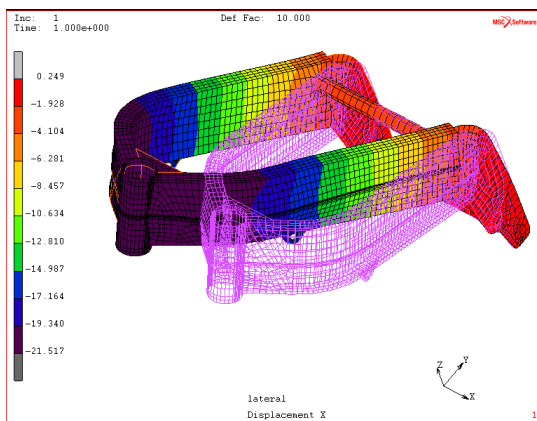 Inc: 1 Def Fac: 10.000
Time: 1.000e+000
MSC Software
0.249
-1.928
-4.104
-6.281
-8.457
-10.634
-12.810
-14.987
-17.164
-19.340
-21.517
Z Y
X
lateral
Displacement X
1